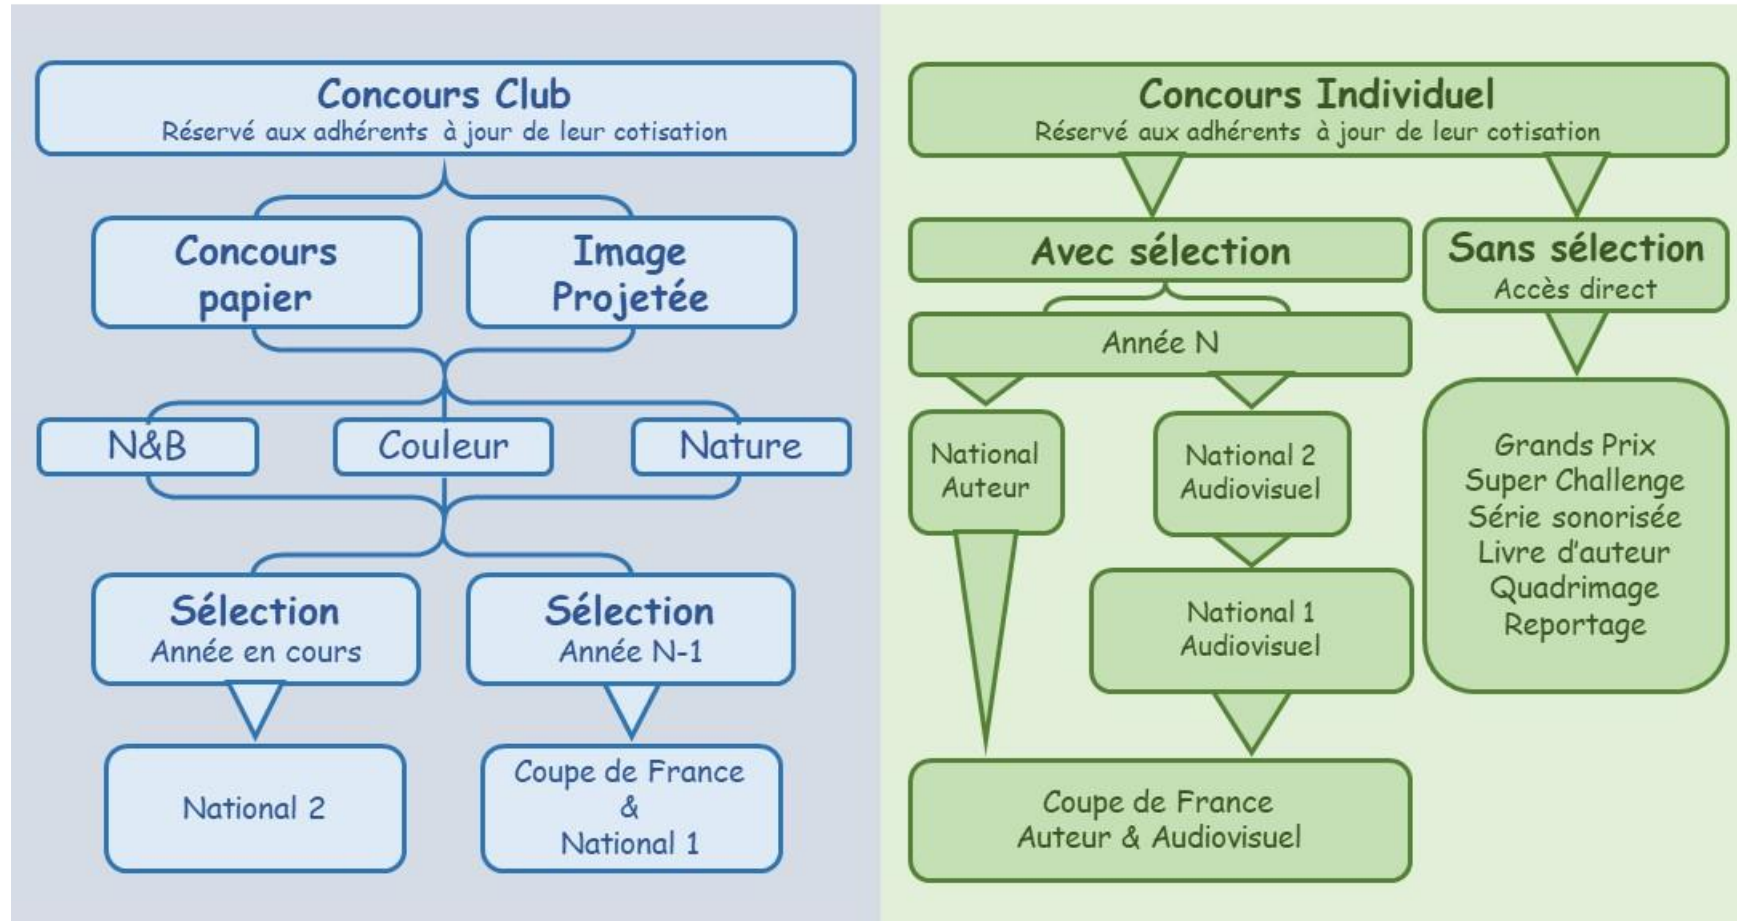 Concours Club
Réservé aux adhérents à jour de leur cotisation
Concours
papier
Image
Projetée
N&B
Couleur
Nature
Sélection
Année en cours
Sélection
Année N-1
National 2
Coupe de France
&
National 1
Concours Individuel
Réservé aux adhérents à jour de leur cotisation
Avec sélection
Sans sélection
Accès direct
Année N
National
Auteur
National 2
Audiovisuel
National 1
Audiovisuel
Coupe de France
Auteur & Audiovisuel
Grands Prix
Super Challenge
Série sonorisée
Livre d'auteur
Quadrimage
Reportage